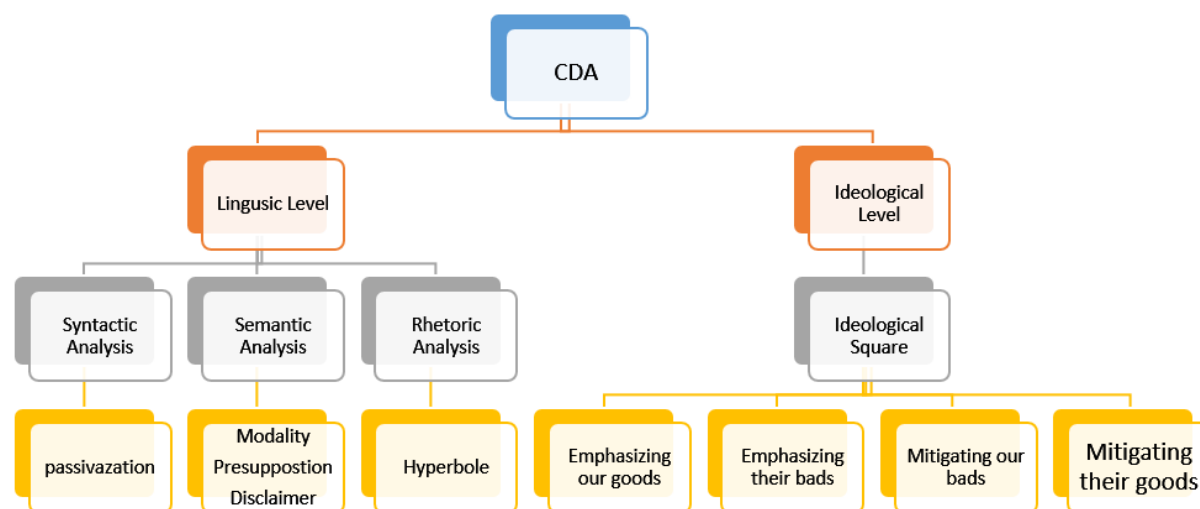 CDA
Lingusic Level
Ideological
Level
Syntactic
Analysis
Semantic
Analysis
Rhetoric
Analysis
Ideological
Square
passivazation
Modality
Presuppostion
Disclaimer
Hyperbole
Emphasizing
our goods
Emphasizing
their bads
Mitigating our
bads
Mitigating
their goods